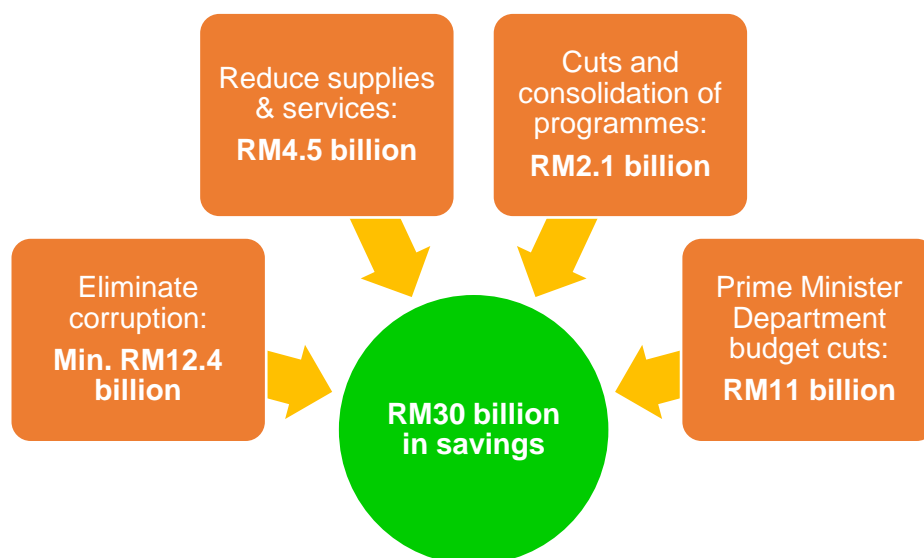 Reduce supplies
& services:
RM4.5 billion
Cuts and
consolidation of
programmes:
RM2.1 billion
Eliminate
corruption:
Min. RM12.4
billion
Prime Minister
Department
budget cuts:
RM11 billion
RM30 billion
in savings